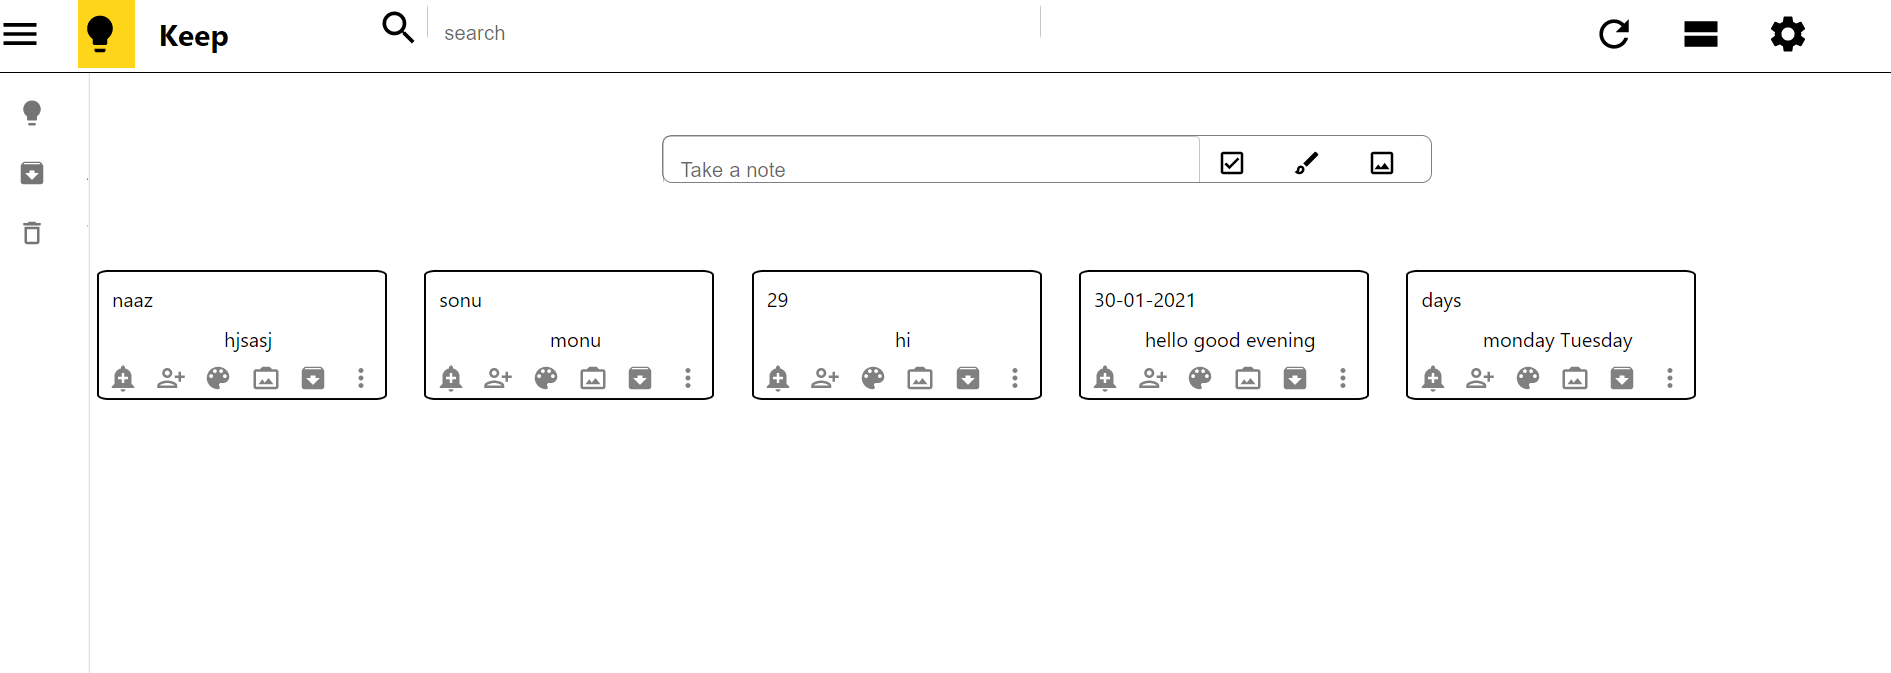 Keep
search
Take a note
naaz
hjsasj
sonu
monu
29
hi
30-01-2021
hello good evening
days
monday Tuesday